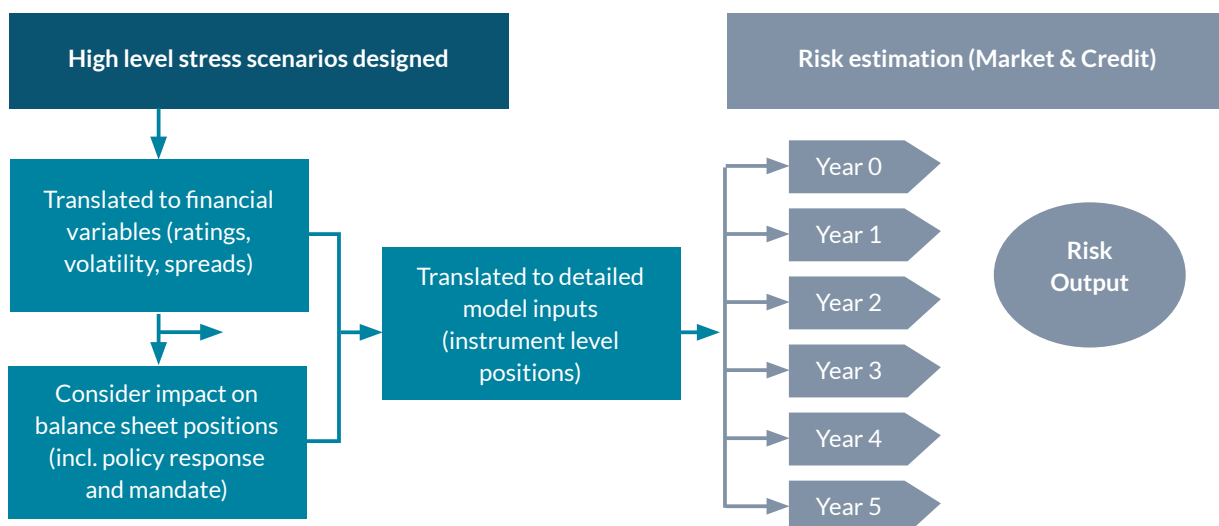 High level stress scenarios designed
Risk estimation (Market & Credit)
Translated to financial
variables (ratings,
volatility, spreads)
Consider impact on
balance sheet positions
(incl. policy response
and mandate)
Translated to detailed
model inputs
(instrument level
positions)
Year 0
Year 1
Year 2
Year 3
Year 4
Year 5
Risk
Output